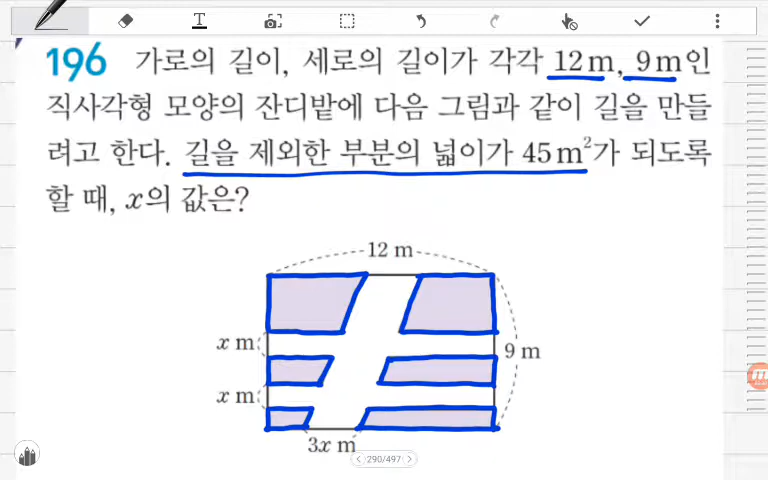 196 가로의 길이, 세로의 길이가 각각 12 m, 9 m인
직사각형 모양의 잔디밭에 다음 그림과 같이 길을 만들
려고 한다. 길을 제외한 부분의 넓이가 45 m²가 되도록
할 때, x의 값은?
12 m
x m
9 m
x m
3x m
290/497